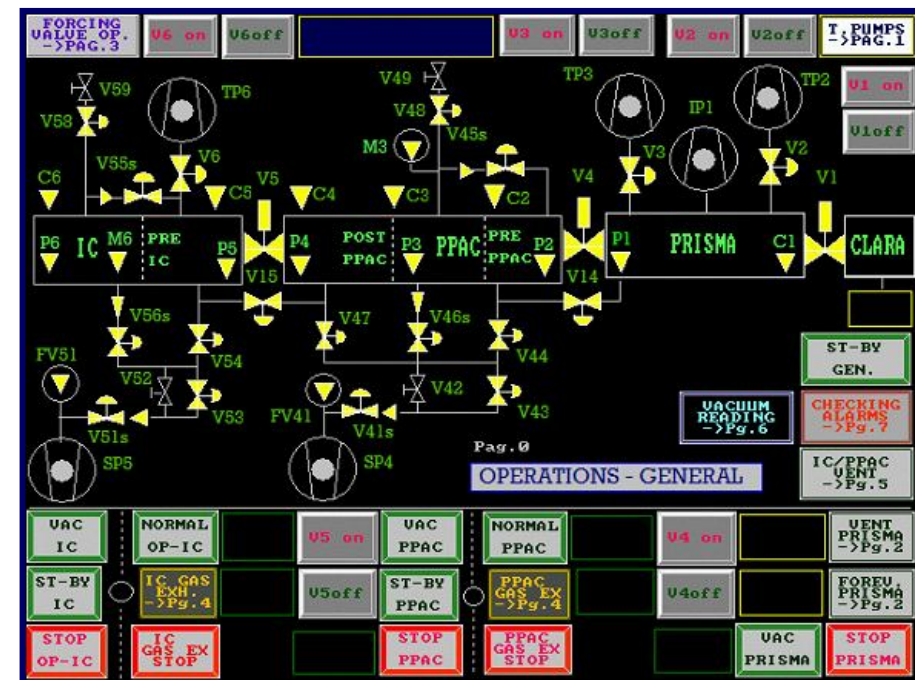 FORCING
VALUE OP.
->PAG.3
V6 on
V6off
V3 on
V3off
V2 on
V2off
T.PUMPS
->PAG.1
V1 on
V1off
V59
V58
TP6
V55s
V6
C6
C5
V5
V49
V48
V45s
M3
C4
C3
C2
TP3
TP2
IP1
V3
V2
V4
V1
P6
IC
M6
PRE
IC
P5
P4
POST
PPAC
P3
PPAC
PRE
PPAC
P2
P1
PRISMA
C1
CLARA
V15
V14
V56s
V54
V47
V46s
V44
FV51
V52
V53
V51s
SP5
FV41
V42
V43
V41s
SP4
ST-BY
GEN.
VACUUM
READING
->Pg.6
CHECKING
ALARMS
->Pg.7
IC/PPAC
VENT
->Pg.5
Pag.0
OPERATIONS - GENERAL
VAC
IC
NORMAL
OP-IC
V5 on
VAC
PPAC
NORMAL
PPAC
V4 on
VENT
PRISMA
->Pg.2
ST-BY
IC
IC GAS
EXH.
->Pg.4
V5off
ST-BY
PPAC
PPAC
GAS EX
->Pg.4
V4off
FOREV.
PRISMA
->Pg.2
STOP
OP-IC
IC
GAS EX
STOP
STOP
PPAC
PPAC
GAS EX
STOP
VAC
PRISMA
STOP
PRISMA